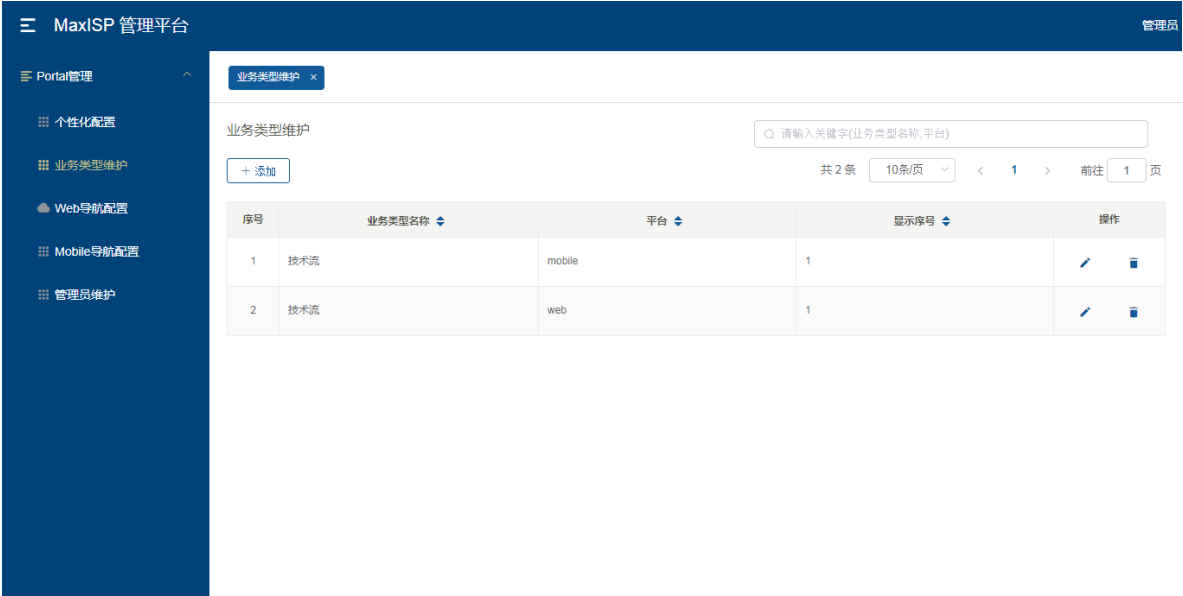 MaxISP 管理平台
管理员
Portal管理
个性化配置
业务类型维护
Web导航配置
Mobile导航配置
管理员维护
业务类型维护 ×
业务类型维护
请输入关键字(业务类型名称,平台)
+ 添加
共 2 条 10条/页 < 1 > 前往 1 页
序号 业务类型名称 平台 显示序号 操作
1 技术流 mobile 1
2 技术流 web 1